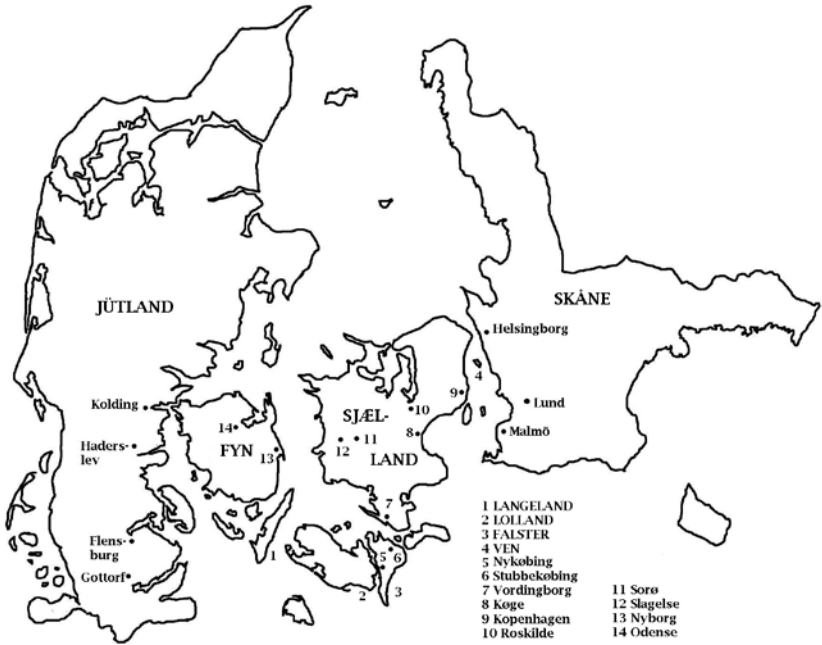 JÜTLAND
SKÅNE
Helsingborg
4
9
Kolding
10
Lund
SJÆL-
14
8
Malmö
Haders-
lev
FYN
12
11
13
LAND
7
1 LANGELAND
2 LOLLAND
3 FALSTER
4 VEN
5 Nykøbing
6 Stubbekøbing
7 Vordingborg
8 Køge
9 Kopenhagen
10 Roskilde
11 Sorø
12 Slagelse
13 Nyborg
14 Odense
Flens-
burg
1
5
6
Gottorf
2
3